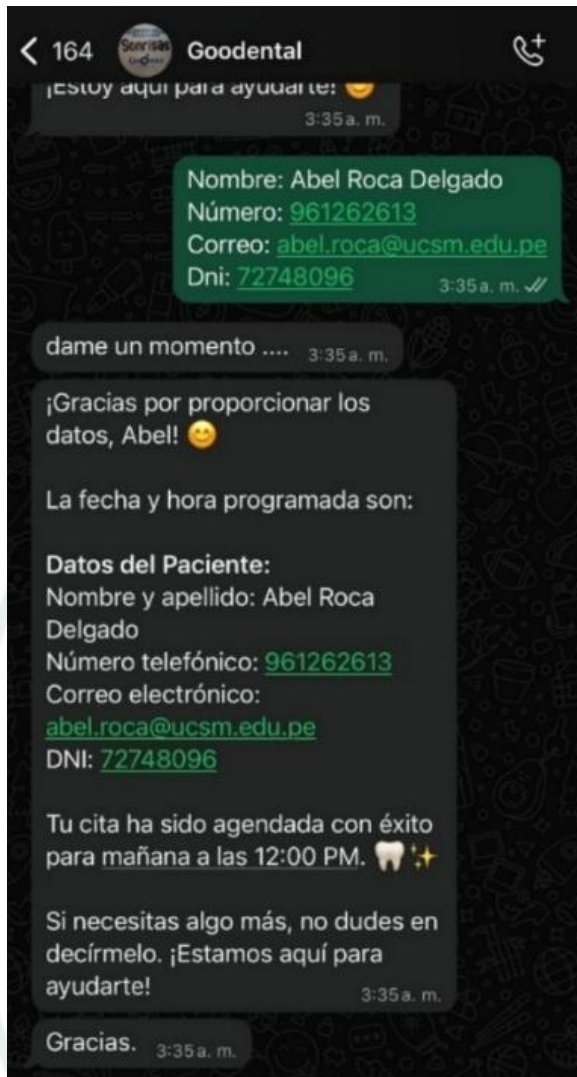 164
Sonrisas
Goodental
¡Estoy aquí para ayudarte! 😊
3:35 a. m.
Nombre: Abel Roca Delgado
Número: 961262613
Correo: abel.roca@ucsm.edu.pe
Dni: 72748096
3:35 a. m.
dame un momento .... 3:35 a. m.
¡Gracias por proporcionar los
datos, Abel! 😊
La fecha y hora programada son:
Datos del Paciente:
Nombre y apellido: Abel Roca
Delgado
Número telefónico: 961262613
Correo electrónico:
abel.roca@ucsm.edu.pe
DNI: 72748096
Tu cita ha sido agendada con éxito
para mañana a las 12:00 PM. 🦷✨
Si necesitas algo más, no dudes en
decírmelo. ¡Estamos aquí para
ayudarte!
3:35 a. m.
Gracias. 3:35 a. m.